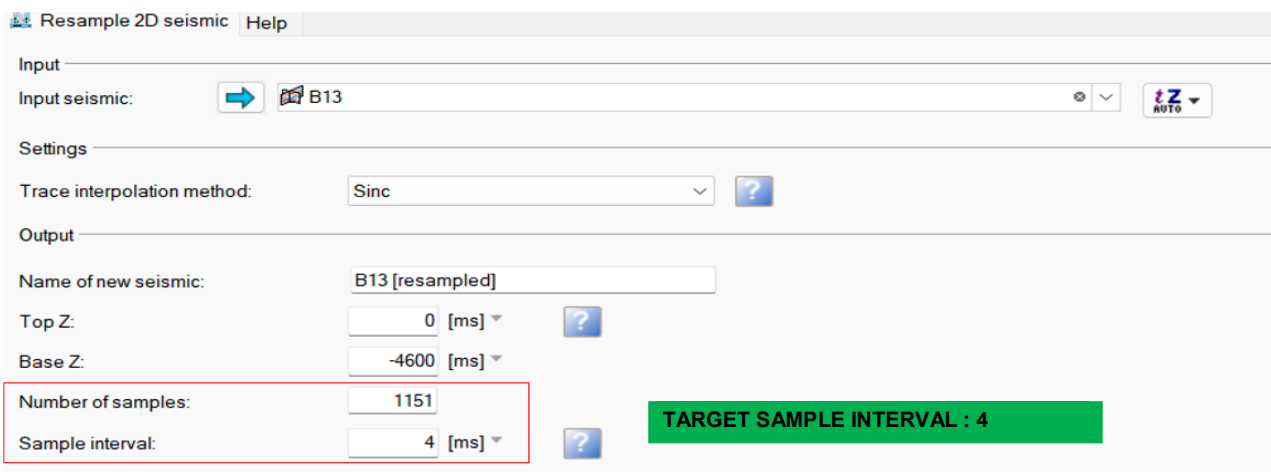 Resample 2D seismic Help
Input
Input seismic: B13 tZ AUTO
Settings
Trace interpolation method: Sinc ?
Output
Name of new seismic: B13 [resampled]
Top Z: 0 [ms] ?
Base Z: -4600 [ms]
Number of samples: 1151
TARGET SAMPLE INTERVAL : 4
Sample interval: 4 [ms] ?